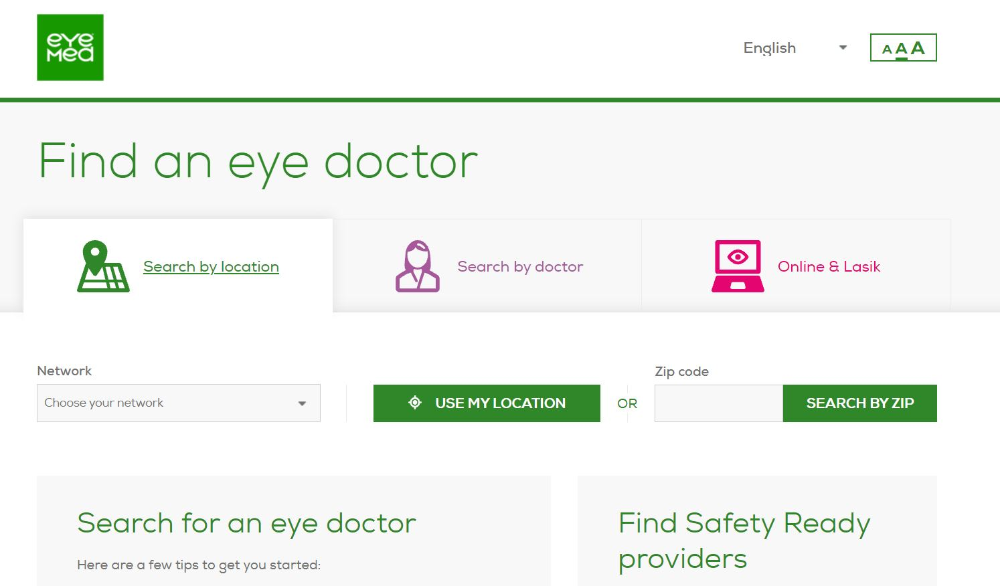 eye
med
English
A A A
Find an eye doctor
Search by location
Search by doctor
Online & Lasik
Network
Choose your network
USE MY LOCATION
OR
Zip code
SEARCH BY ZIP
Search for an eye doctor
Here are a few tips to get you started:
Find Safety Ready
providers